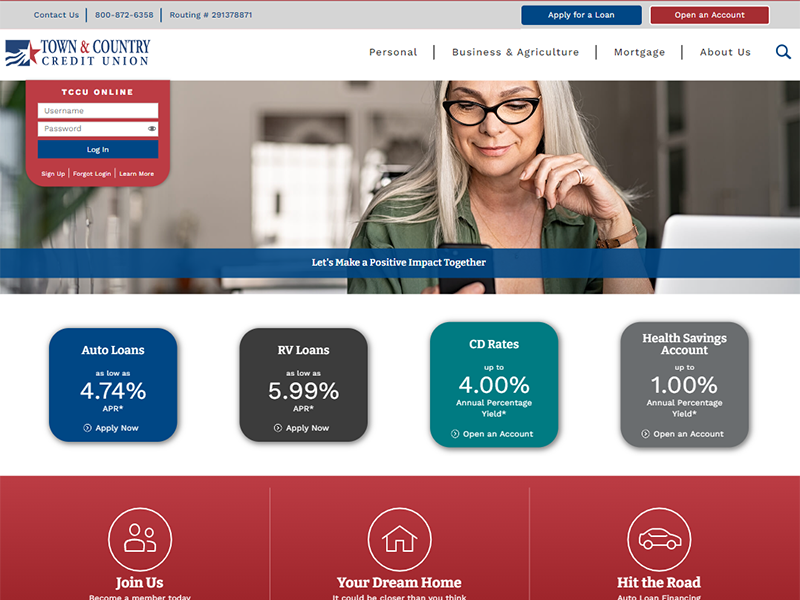 Contact Us
800-872-6358
Routing # 291378871
Apply for a Loan
Open an Account
TOWN & COUNTRY
CREDIT UNION
Personal
Business & Agriculture
Mortgage
About Us
TCCU ONLINE
Username
Password
Log In
Sign Up
Forgot Login
Learn More
Let's Make a Positive Impact Together
Auto Loans
as low as
4.74%
APR*
Apply Now
RV Loans
as low as
5.99%
APR*
Apply Now
CD Rates
up to
4.00%
Annual Percentage
Yield*
Open an Account
Health Savings
Account
up to
1.00%
Annual Percentage
Yield*
Open an Account
Join Us
Become a member today
Your Dream Home
It could be closer than you think
Hit the Road
Auto Loan Financing